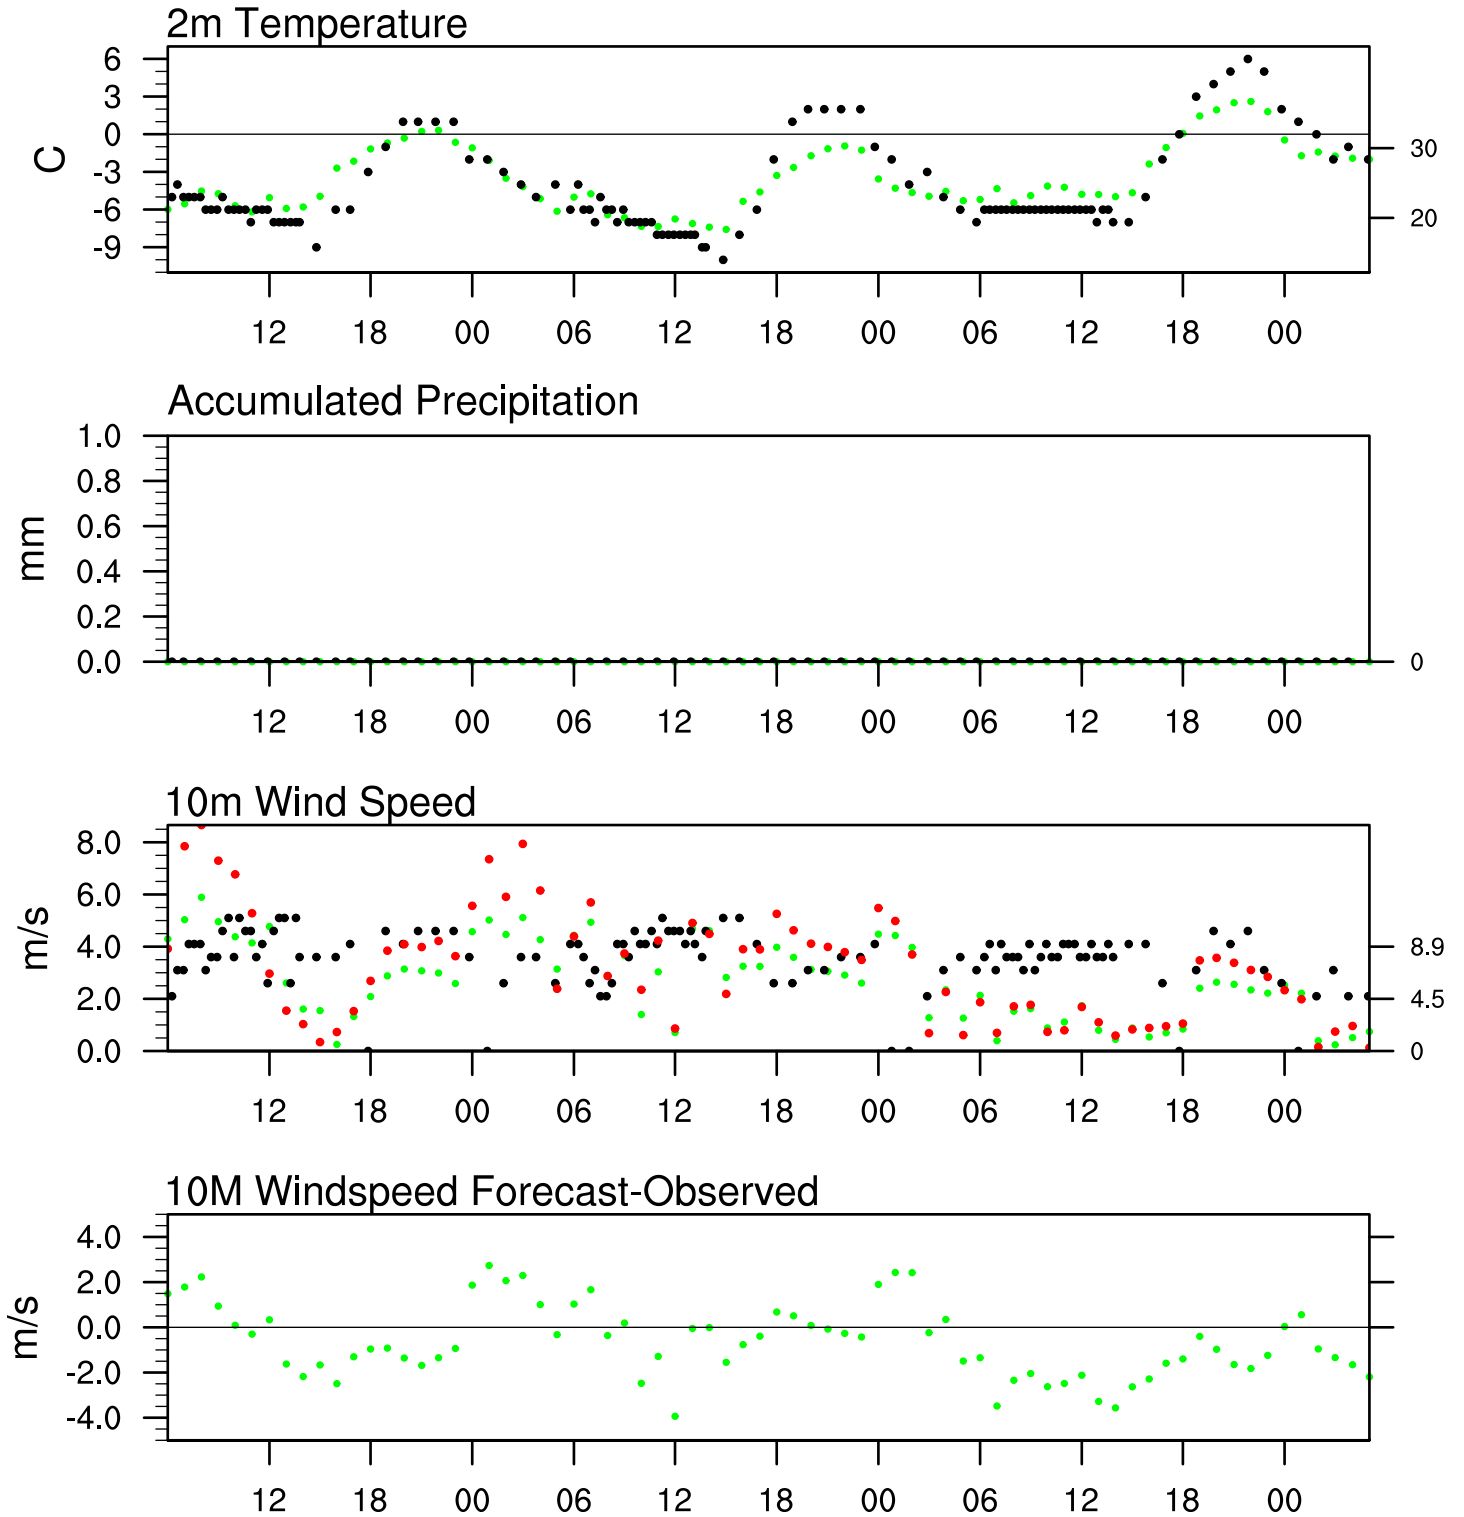 2m Temperature
6
3
0
-3
-6
-9
C
30
20
12 18 00 06 12 18 00 06 12 18 00
Accumulated Precipitation
1.0
0.8
0.6
0.4
0.2
0.0
mm
0
12 18 00 06 12 18 00 06 12 18 00
10m Wind Speed
8.0
6.0
4.0
2.0
0.0
m/s
8.9
4.5
0
12 18 00 06 12 18 00 06 12 18 00
10M Windspeed Forecast-Observed
4.0
2.0
0.0
-2.0
-4.0
m/s
12 18 00 06 12 18 00 06 12 18 00